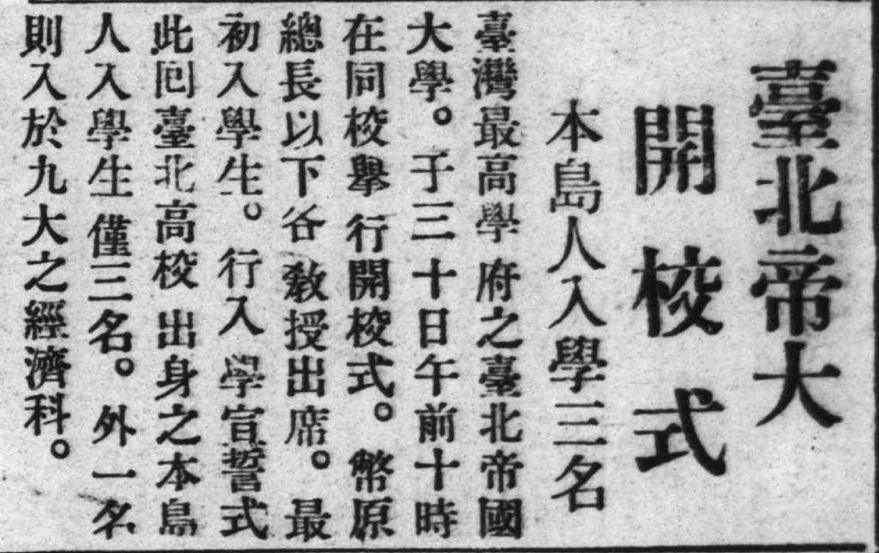 臺北帝大
開校式
本島人入學三名
臺灣最高學府之臺北帝國
大學。于三十日午前十時
在同校舉行開校式。幣原
總長以下各教授出席。最
初入學生。行入學宣誓式
此回臺北高校出身之本島
人入學生僅三名。外一名
則入於九大之經濟科。